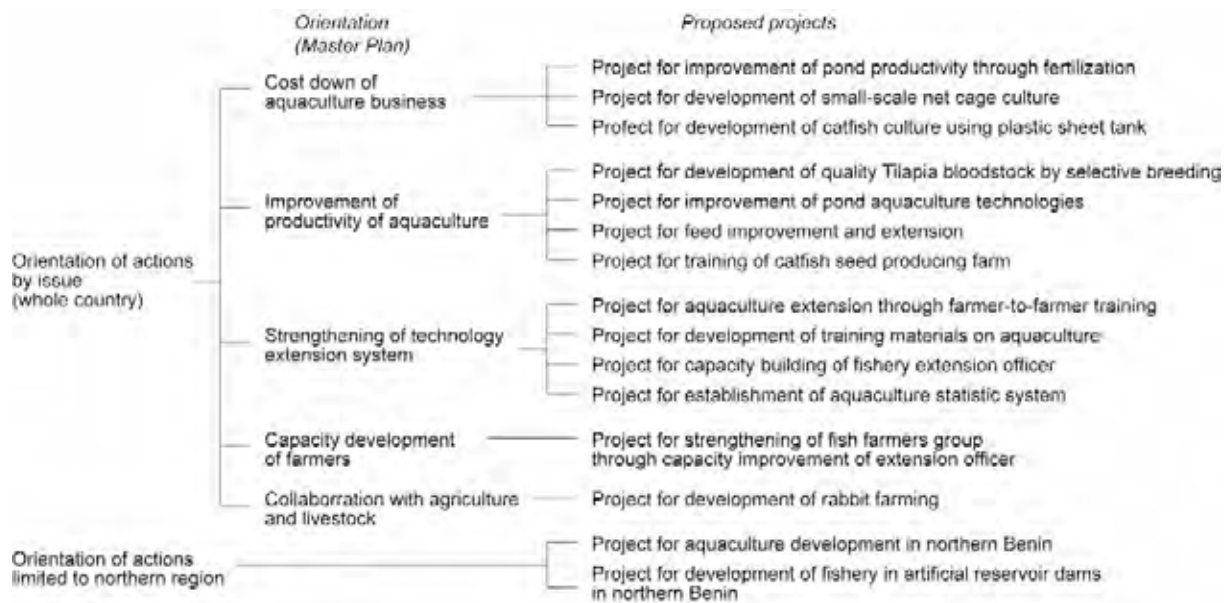 Orientation
(Master Plan)
Proposed projects
Orientation of actions
by issue
(whole country)
Cost down of
aquaculture business
Project for improvement of pond productivity through fertilization
Project for development of small-scale net cage culture
Profect for development of catfish culture using plastic sheet tank
Improvement of
productivity of aquaculture
Project for development of quality Tilapia bloodstock by selective breeding
Project for improvement of pond aquaculture technologies
Project for feed improvement and extension
Project for training of catfish seed producing farm
Strengthening of technology
extension system
Project for aquaculture extension through farmer-to-farmer training
Project for development of training materials on aquaculture
Project for capacity building of fishery extension officer
Project for establishment of aquaculture statistic system
Capacity development
of farmers
Project for strengthening of fish farmers group
through capacity improvement of extension officer
Collaborration with agriculture
and livestock
Project for development of rabbit farming
Orientation of actions
limited to northern region
Project for aquaculture development in northern Benin
Project for development of fishery in artificial reservoir dams
in northern Benin